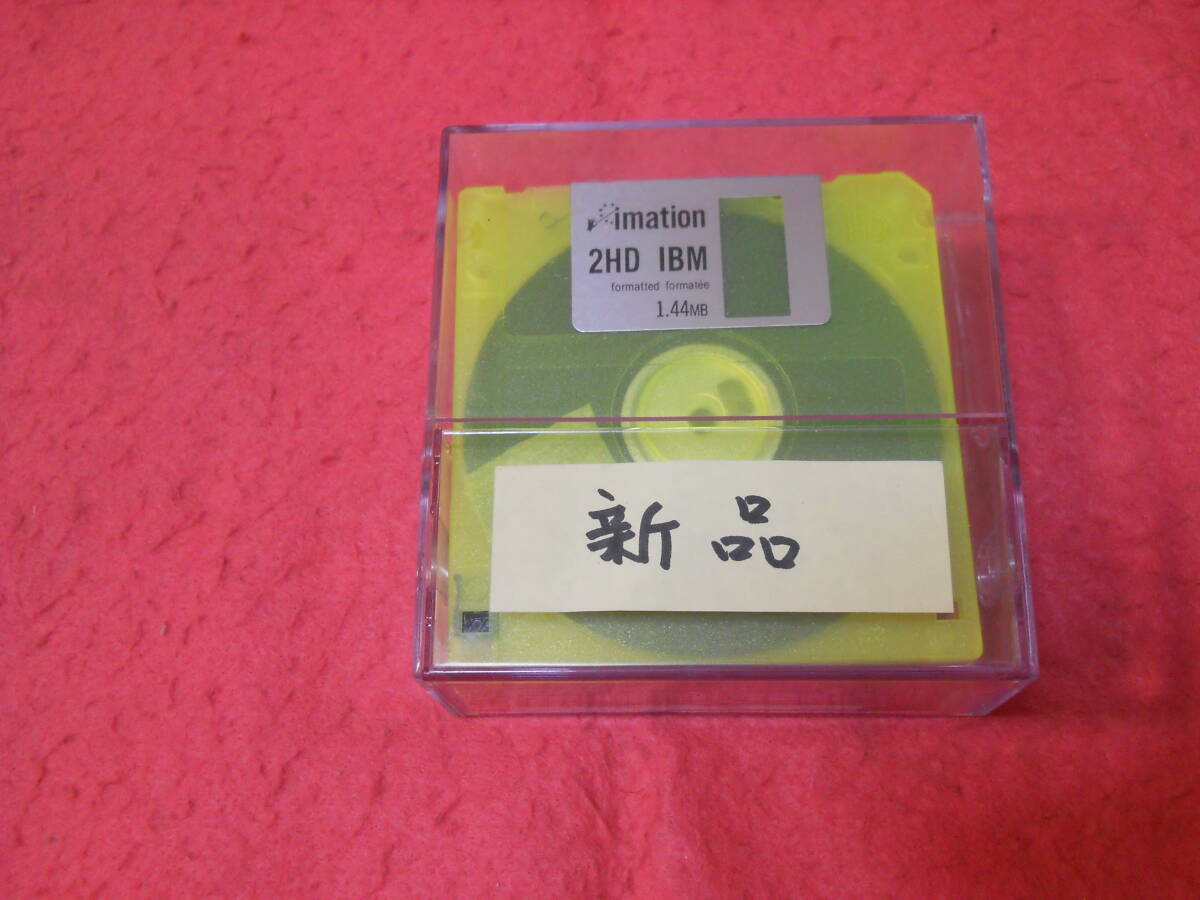 imation
2HD IBM
formatted formatée
1.44MB
新品